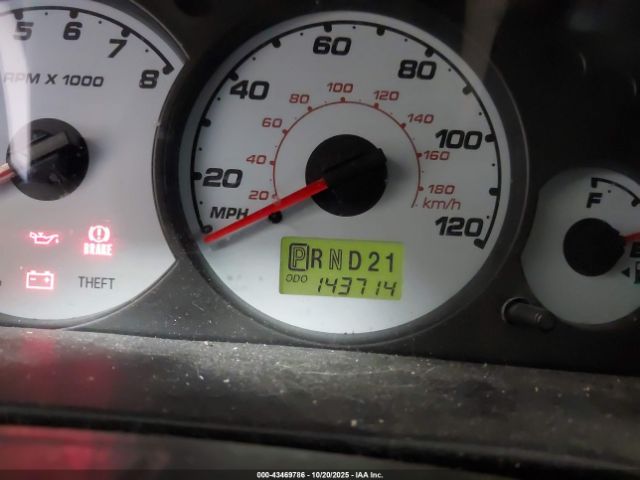 5 6 7 8
RPM X 1000
20 40 60 80 100 120
MPH
20 40 60 80 100 120 140 160 180
km/h
BRAKE
THEFT
PRND21
ODO 143714
F
E
000-43469786 - 10/20/2025 - IAA Inc.